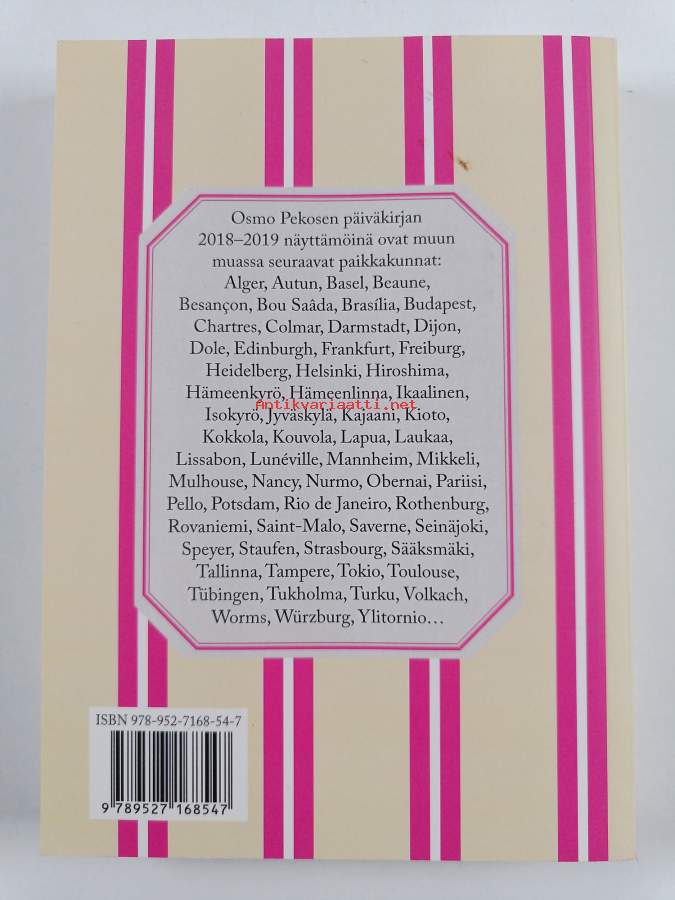 Osmo Pekosen päiväkirjan
2018–2019 näyttämöinä ovat muun
muassa seuraavat paikkakunnat:
Alger, Autun, Basel, Beaune,
Besançon, Bou Saâda, Brasília, Budapest,
Chartres, Colmar, Darmstadt, Dijon,
Dole, Edinburgh, Frankfurt, Freiburg,
Heidelberg, Helsinki, Hiroshima,
Hämeenkyrö, Hämeenlinna, Ikaalinen,
Antikvariaatti.net
Isokyrö, Jyväskylä, Kajaani, Kioto,
Kokkola, Kouvola, Lapua, Laukaa,
Lissabon, Lunéville, Mannheim, Mikkeli,
Mulhouse, Nancy, Nurmo, Obernai, Pariisi,
Pello, Potsdam, Rio de Janeiro, Rothenburg,
Rovaniemi, Saint-Malo, Saverne, Seinäjoki,
Speyer, Staufen, Strasbourg, Sääksmäki,
Tallinna, Tampere, Tokio, Toulouse,
Tübingen, Tukholma, Turku, Volkach,
Worms, Würzburg, Ylitornio…
ISBN 978-952-7168-54-7
9 789527 168547